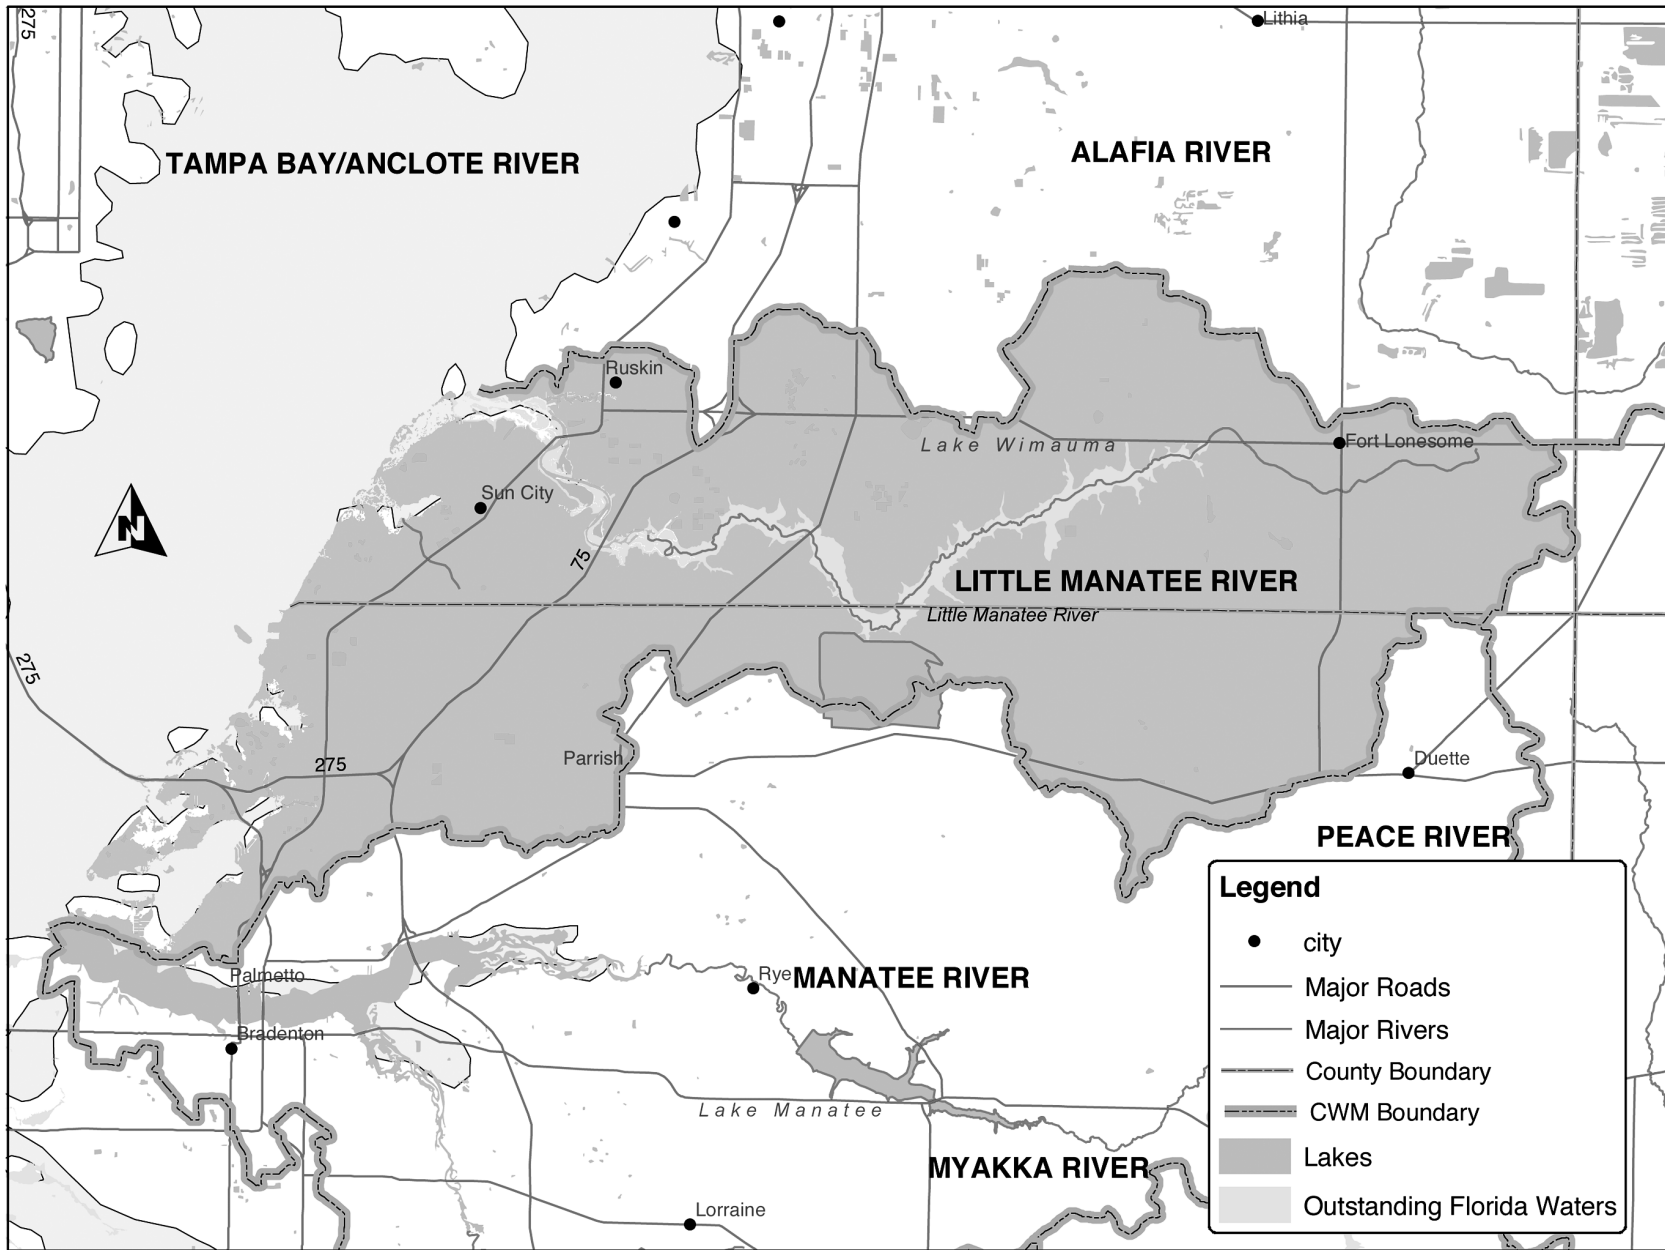 275
Lithia
TAMPA BAY/ANCLOTE RIVER
ALAFIA RIVER
Ruskin
Lake Wimauma
Fort Lonesome
Sun City
N
75
LITTLE MANATEE RIVER
Little Manatee River
275
275
Parrish
Duette
PEACE RIVER
Legend
city
Major Roads
Major Rivers
County Boundary
CWM Boundary
Lakes
Outstanding Florida Waters
Palmetto
Rye
MANATEE RIVER
Bradenton
Lake Manatee
MYAKKA RIVER
Lorraine